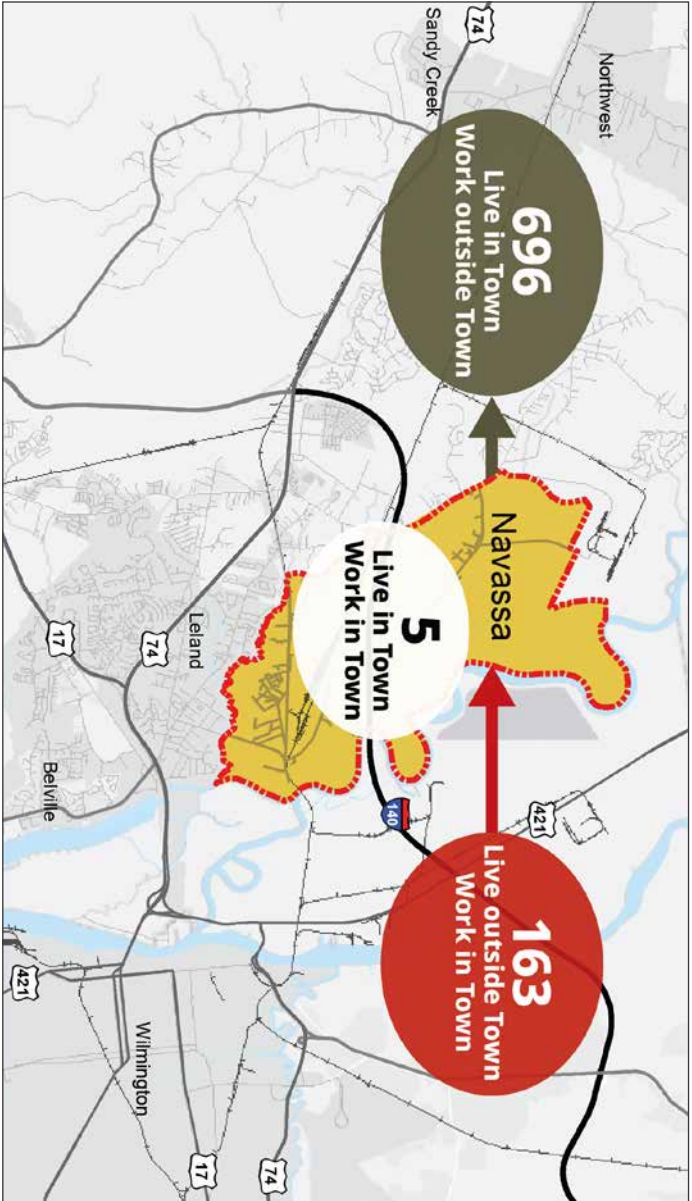 74
Sandy Creek
Northwest
696
Live in Town
Work outside Town
Navassa
5
Live in Town
Work in Town
163
Live outside Town
Work in Town
421
140
Leland
74
17
Belville
421
Wilmington
17
74